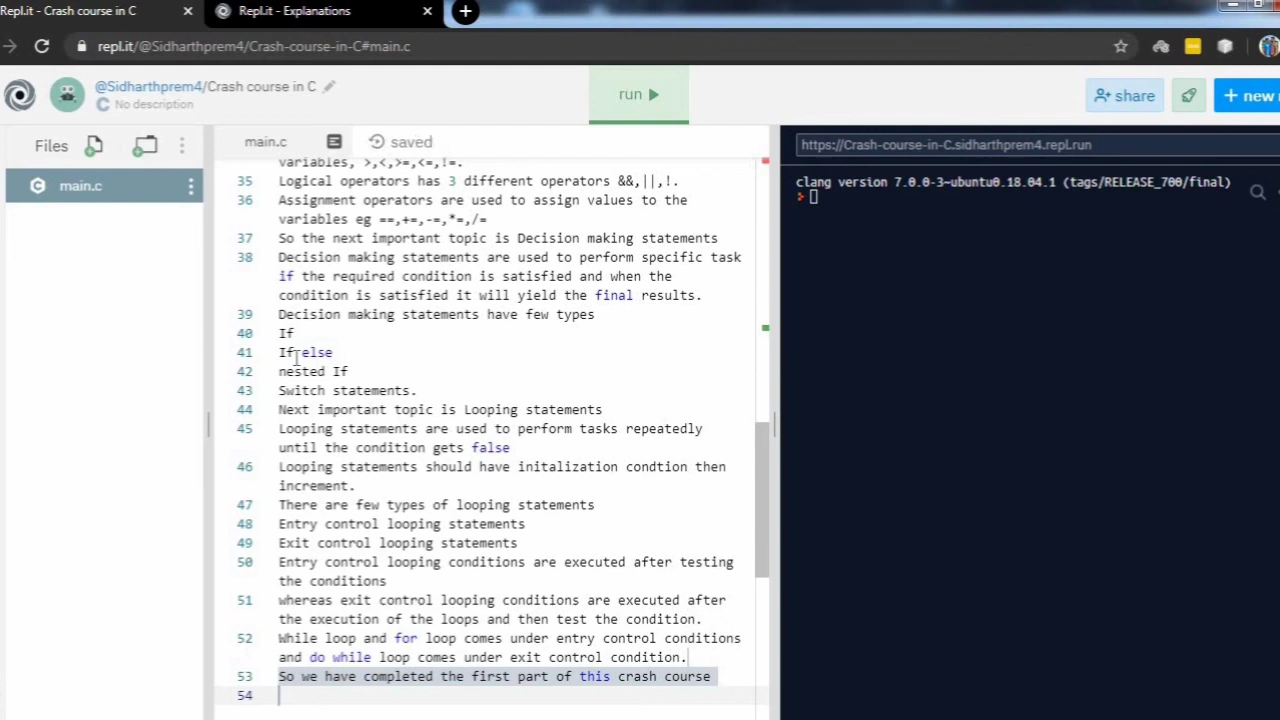 Repl.it - Crash course in C
Repl.it - Explanations
repl.it/@Sidharthprem4/Crash-course-in-C#main.c
@Sidharthprem4/Crash course in C
No description
run
share
+ new
Files
main.c
saved
main.c
variables, >,<,>=,<=,!=.
35 Logical operators has 3 different operators &&,||,!.
36 Assignment operators are used to assign values to the
variables eg ==,+=,-=,*=,/=
37 So the next important topic is Decision making statements
38 Decision making statements are used to perform specific task
if the required condition is satisfied and when the
condition is satisfied it will yield the final results.
39 Decision making statements have few types
40 If
41 If else
42 nested If
43 Switch statements.
44 Next important topic is Looping statements
45 Looping statements are used to perform tasks repeatedly
until the condition gets false
46 Looping statements should have initalization condtion then
increment.
47 There are few types of looping statements
48 Entry control looping statements
49 Exit control looping statements
50 Entry control looping conditions are executed after testing
the conditions
51 whereas exit control looping conditions are executed after
the execution of the loops and then test the condition.
52 While loop and for loop comes under entry control conditions
and do while loop comes under exit control condition.
53 So we have completed the first part of this crash course
54
https://Crash-course-in-C.sidharthprem4.repl.run
clang version 7.0.0-3~ubuntu0.18.04.1 (tags/RELEASE_700/final)